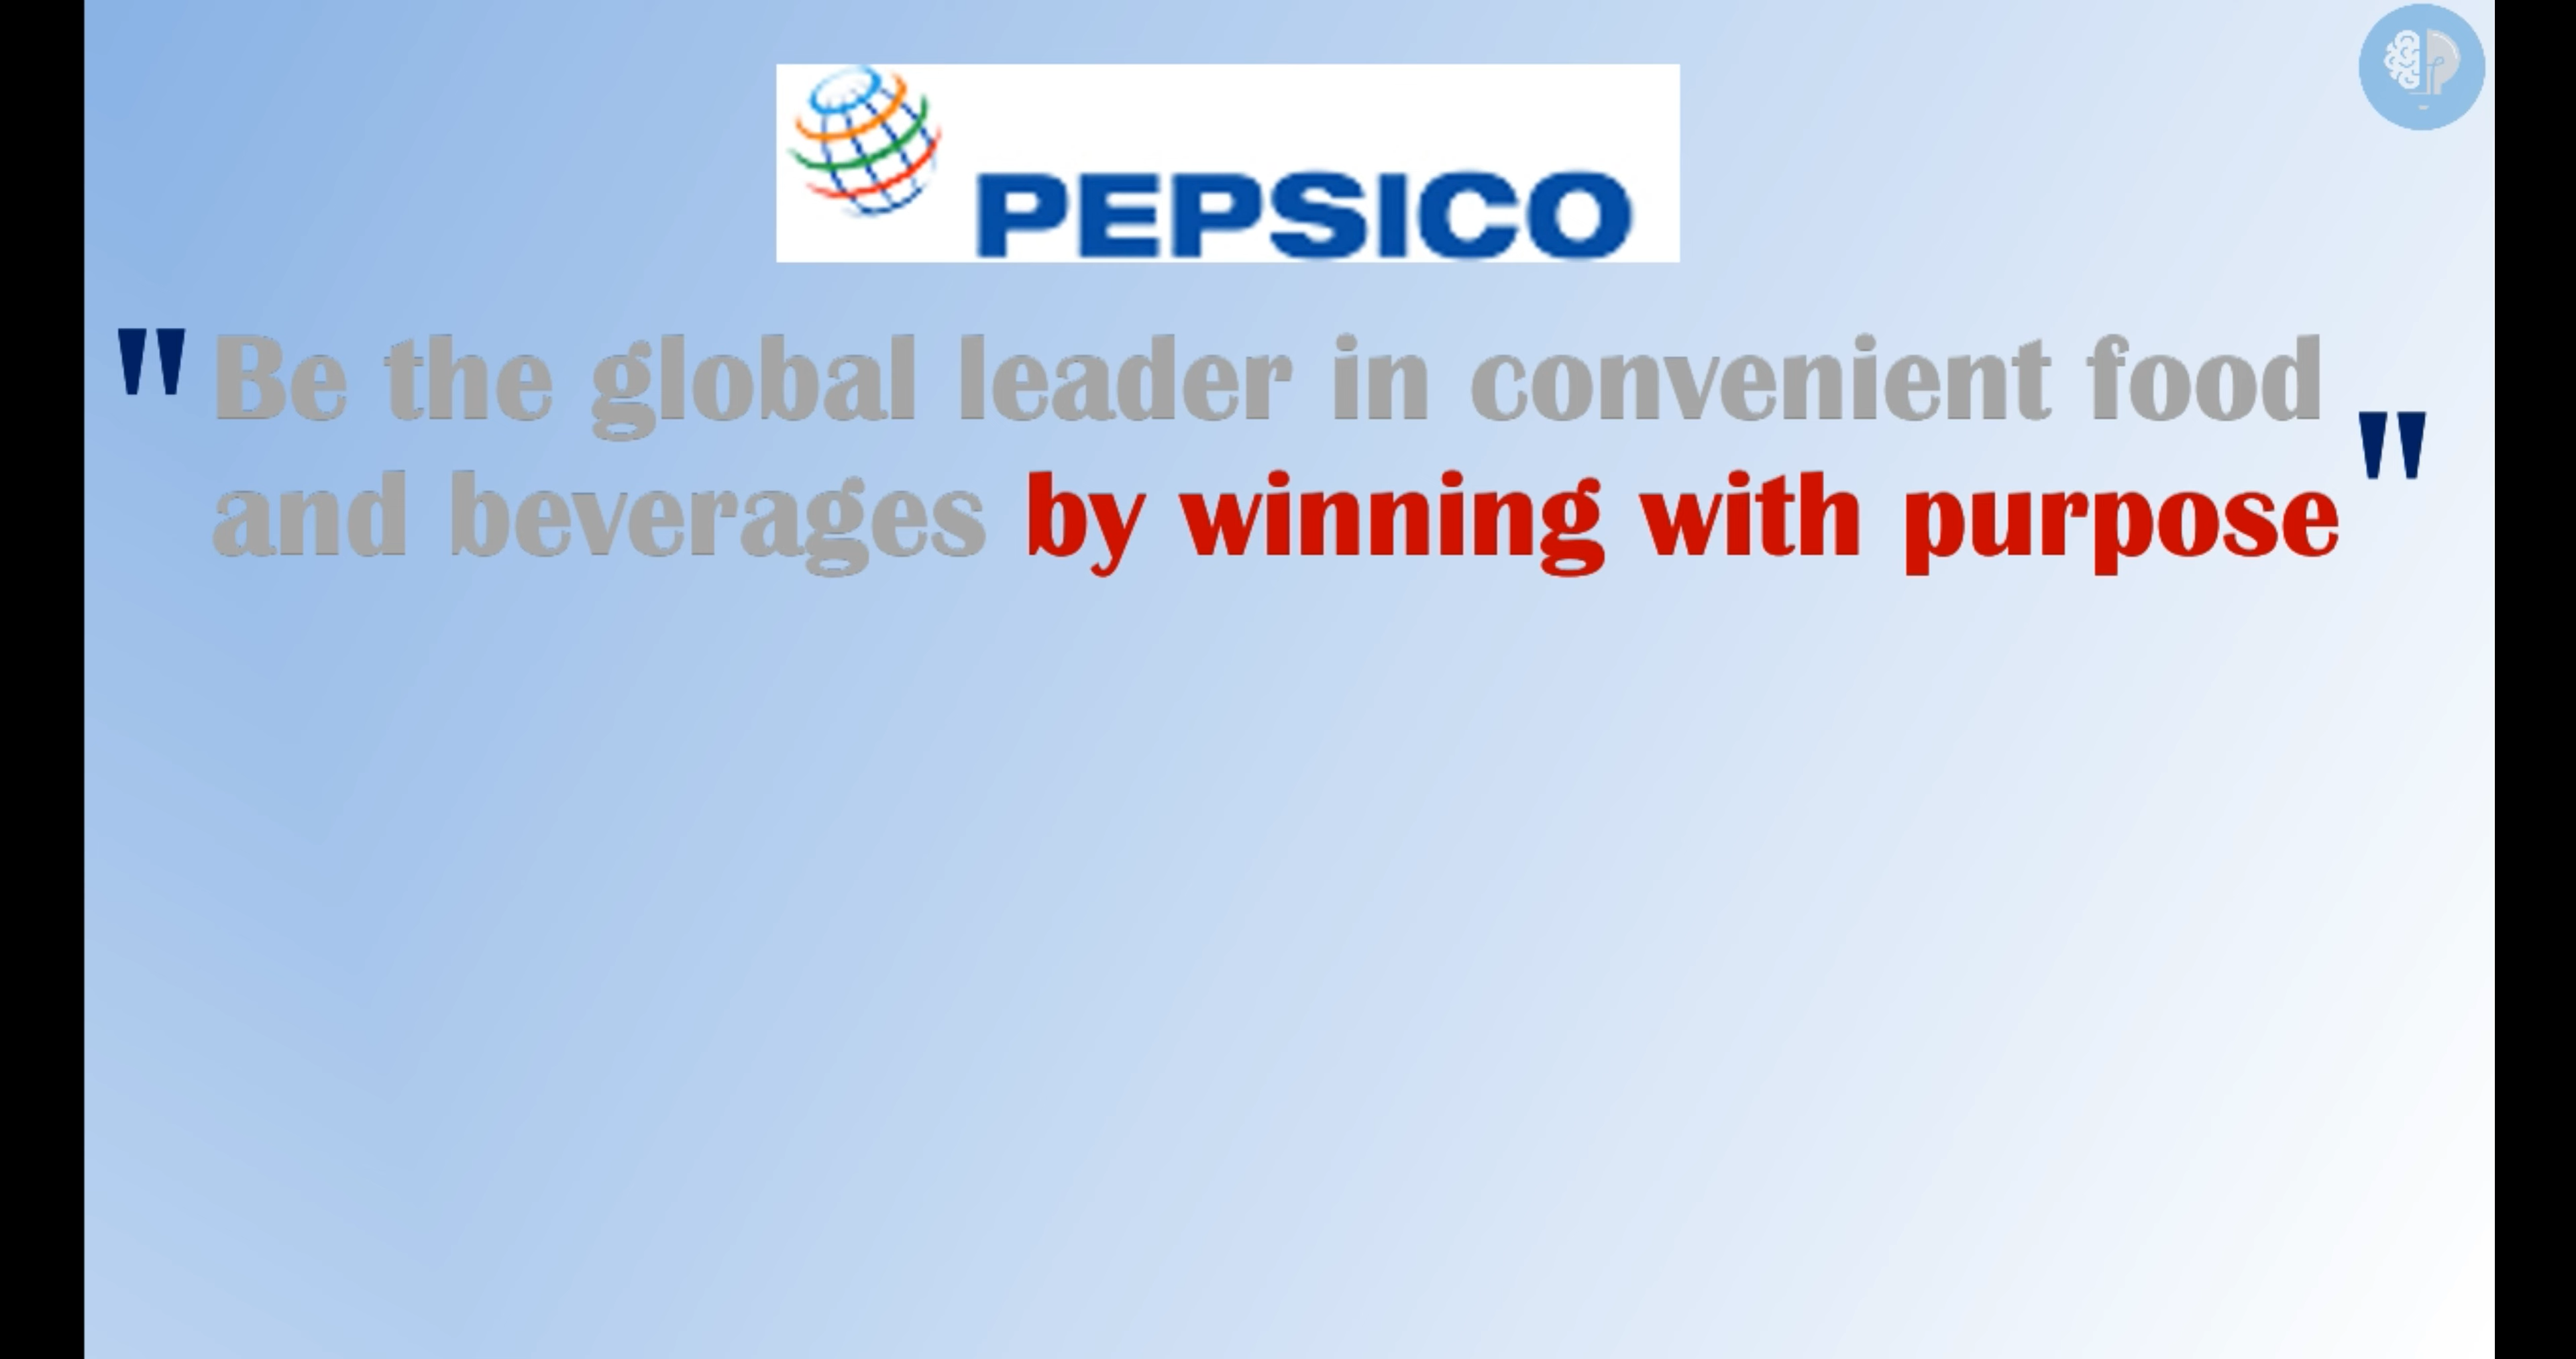 PEPSICO
"Be the global leader in convenient food
and beverages by winning with purpose"